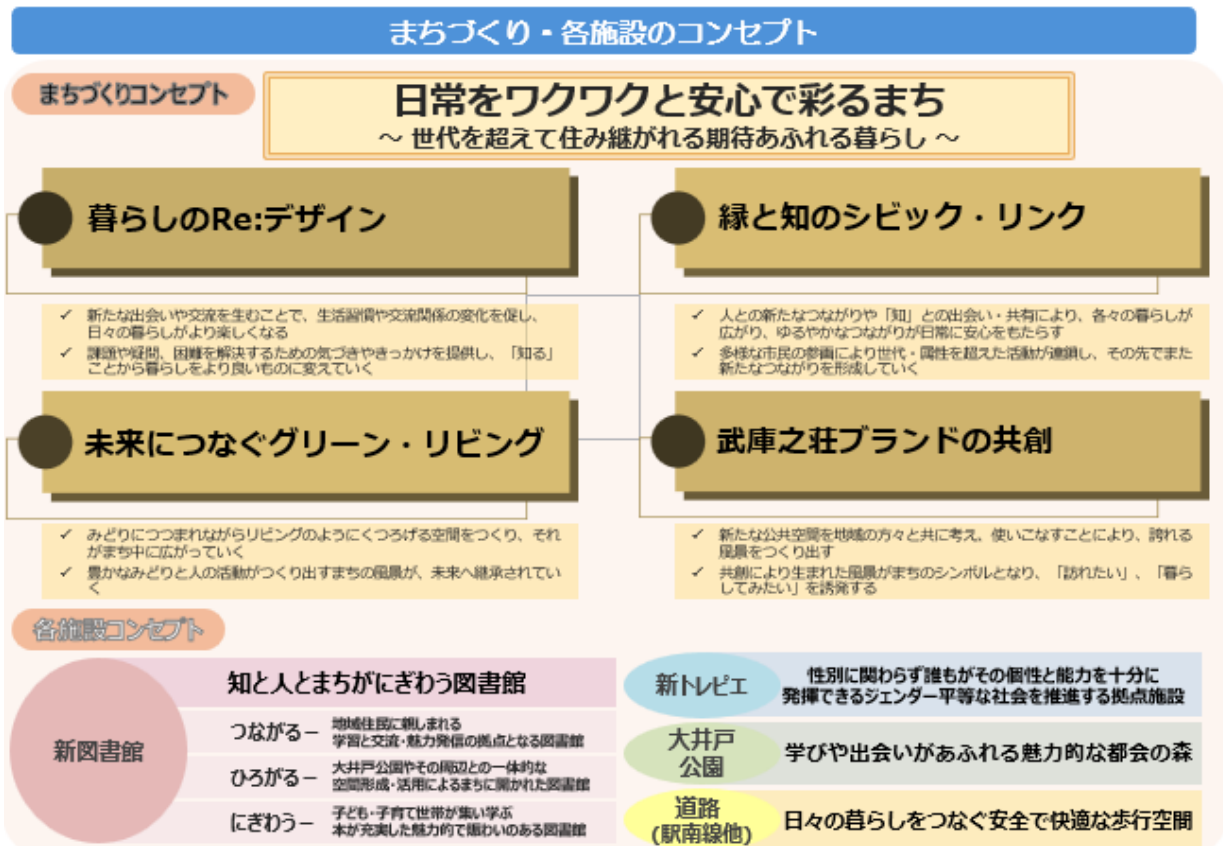 まちづくり・各施設のコンセプト
まちづくりコンセプト
日常をワクワクと安心で彩るまち
～ 世代を超えて住み継がれる期待あふれる暮らし ～
暮らしのRe:デザイン
✓ 新たな出会いや交流を生むことで、生活習慣や交流関係の変化を促し、
日々の暮らしがより楽しくなる
✓ 課題や疑問、困難を解決するための気づきやきっかけを提供し、「知る」
ことから暮らしをより良いものに変えていく
縁と知のシビック・リンク
✓ 人との新たなつながりや「知」との出会い・共有により、各々の暮らしが
広がり、ゆるやかなつながりが日常に安心をもたらす
✓ 多様な市民の参画により世代・属性を超えた活動が連鎖し、その先でまた
新たなつながりを形成していく
未来につなぐグリーン・リビング
✓ みどりにつつまれながらリビングのようにくつろげる空間をつくり、それ
がまち中に広がっていく
✓ 豊かなみどりと人の活動がつくり出すまちの風景が、未来へ継承されてい
く
武庫之荘ブランドの共創
✓ 新たな公共空間を地域の方々と共に考え、使いこなすことにより、誇れる
風景をつくり出す
✓ 共創により生まれた風景がまちのシンボルとなり、「訪れたい」、「暮ら
してみたい」を誘発する
各施設コンセプト
新図書館
知と人とまちがにぎわう図書館
つながる－ 地域住民に親しまれる
学習と交流・魅力発信の拠点となる図書館
ひろがる－ 大井戸公園やその周辺との一体的な
空間形成・活用によるまちに開かれた図書館
にぎわう－ 子ども・子育て世帯が集い学ぶ
本が充実した魅力的で賑わいのある図書館
新トレピエ
性別に関わらず誰もがその個性と能力を十分に
発揮できるジェンダー平等な社会を推進する拠点施設
大井戸
公園
学びや出会いがあふれる魅力的な都会の森
道路
(駅南線他)
日々の暮らしをつなぐ安全で快適な歩行空間